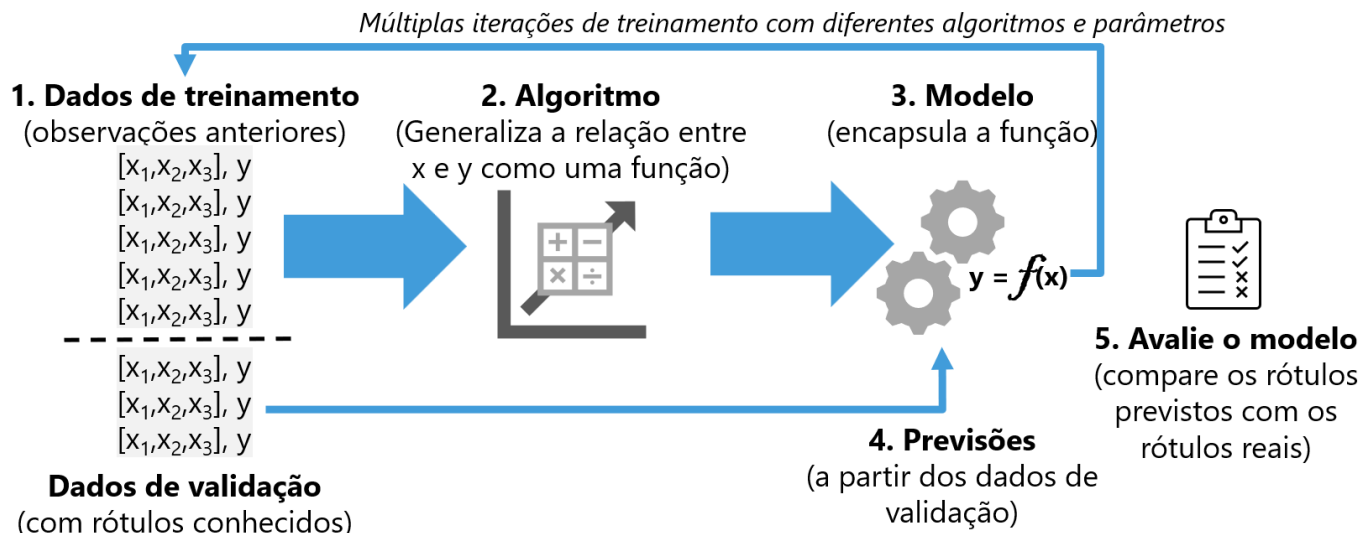 Múltiplas iterações de treinamento com diferentes algoritmos e parâmetros
1. Dados de treinamento
(observações anteriores)
[x₁,x₂,x₃], y
[x₁,x₂,x₃], y
[x₁,x₂,x₃], y
[x₁,x₂,x₃], y
[x₁,x₂,x₃], y
[x₁,x₂,x₃], y
[x₁,x₂,x₃], y
[x₁,x₂,x₃], y
Dados de validação
(com rótulos conhecidos)
2. Algoritmo
(Generaliza a relação entre
x e y como uma função)
+ −
× ÷
3. Modelo
(encapsula a função)
y = f(x)
4. Previsões
(a partir dos dados de
validação)
5. Avalie o modelo
(compare os rótulos
previstos com os
rótulos reais)